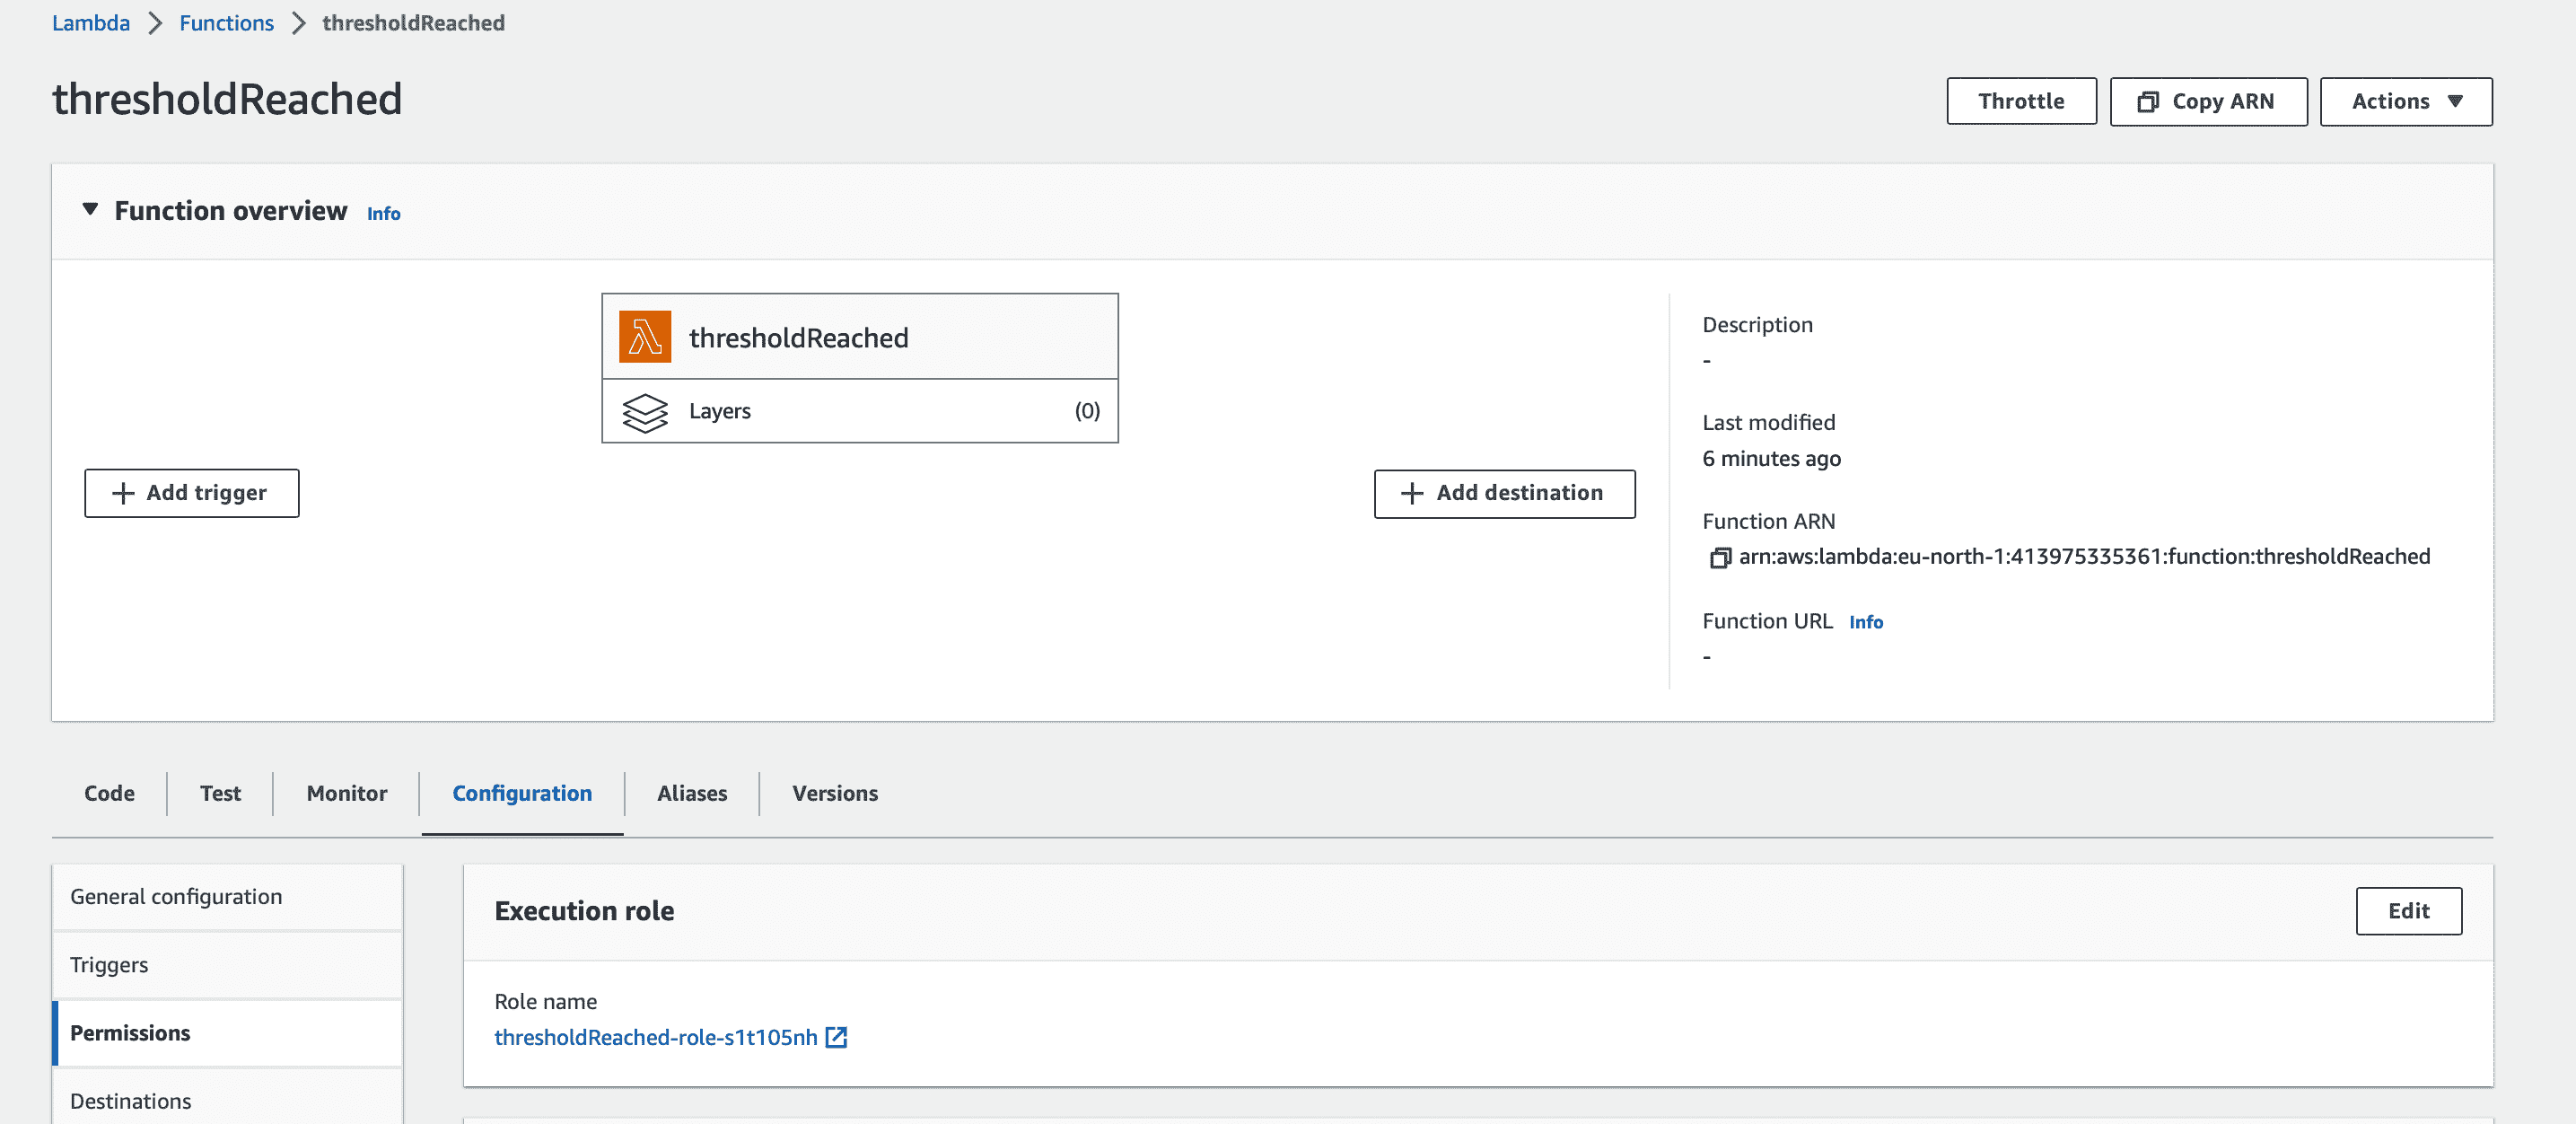 Lambda > Functions > thresholdReached
thresholdReached
Throttle
Copy ARN
Actions
Function overview Info
thresholdReached
Layers (0)
Add trigger
Add destination
Description
-
Last modified
6 minutes ago
Function ARN
arn:aws:lambda:eu-north-1:413975335361:function:thresholdReached
Function URL Info
-
Code
Test
Monitor
Configuration
Aliases
Versions
General configuration
Triggers
Permissions
Destinations
Execution role
Edit
Role name
thresholdReached-role-s1t105nh